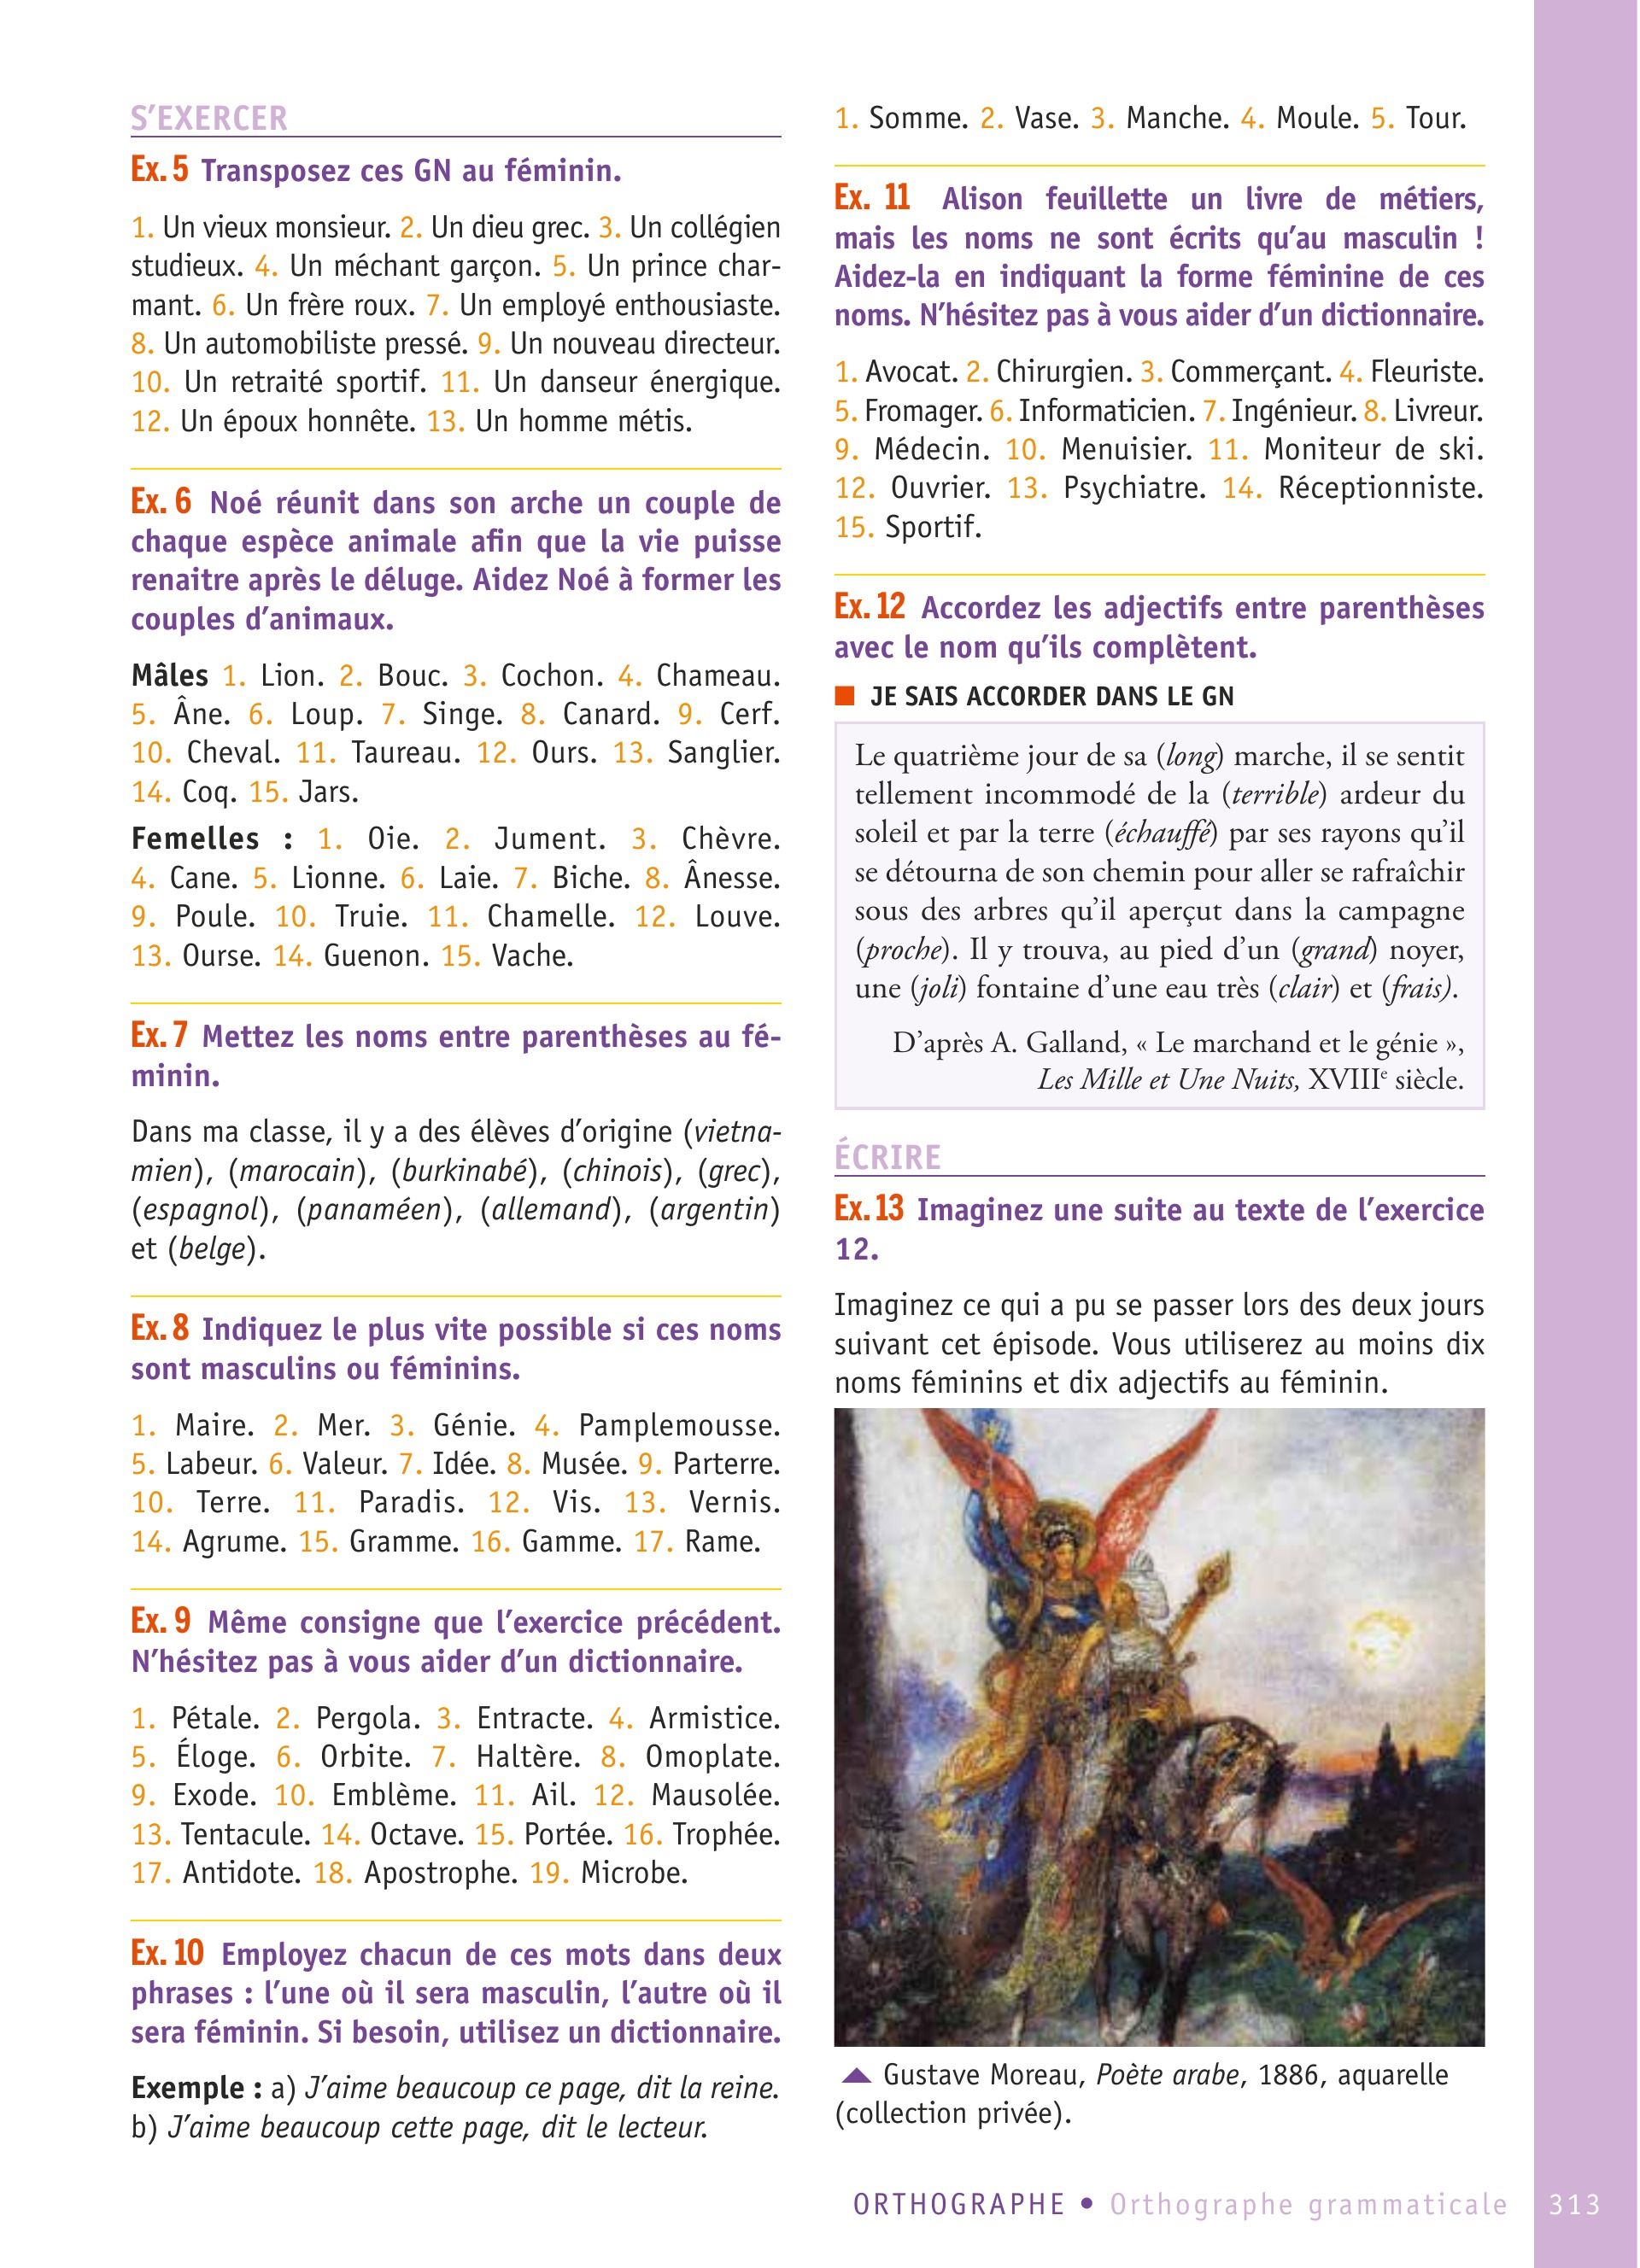 S’EXERCER
Ex. 5 Transposez ces GN au féminin.
1. Un vieux monsieur. 2. Un dieu grec. 3. Un collégien
studieux. 4. Un méchant garçon. 5. Un prince char-
mant. 6. Un frère roux. 7. Un employé enthousiaste.
8. Un automobiliste pressé. 9. Un nouveau directeur.
10. Un retraité sportif. 11. Un danseur énergique.
12. Un époux honnête. 13. Un homme métis.
Ex. 6 Noé réunit dans son arche un couple de
chaque espèce animale afin que la vie puisse
renaitre après le déluge. Aidez Noé à former les
couples d’animaux.
Mâles 1. Lion. 2. Bouc. 3. Cochon. 4. Chameau.
5. Âne. 6. Loup. 7. Singe. 8. Canard. 9. Cerf.
10. Cheval. 11. Taureau. 12. Ours. 13. Sanglier.
14. Coq. 15. Jars.
Femelles : 1. Oie. 2. Jument. 3. Chèvre.
4. Cane. 5. Lionne. 6. Laie. 7. Biche. 8. Ânesse.
9. Poule. 10. Truie. 11. Chamelle. 12. Louve.
13. Ourse. 14. Guenon. 15. Vache.
Ex. 7 Mettez les noms entre parenthèses au fé-
minin.
Dans ma classe, il y a des élèves d’origine (vietna-
mien), (marocain), (burkinabé), (chinois), (grec),
(espagnol), (panaméen), (allemand), (argentin)
et (belge).
Ex. 8 Indiquez le plus vite possible si ces noms
sont masculins ou féminins.
1. Maire. 2. Mer. 3. Génie. 4. Pamplemousse.
5. Labeur. 6. Valeur. 7. Idée. 8. Musée. 9. Parterre.
10. Terre. 11. Paradis. 12. Vis. 13. Vernis.
14. Agrume. 15. Gramme. 16. Gamme. 17. Rame.
Ex. 9 Même consigne que l’exercice précédent.
N’hésitez pas à vous aider d’un dictionnaire.
1. Pétale. 2. Pergola. 3. Entracte. 4. Armistice.
5. Éloge. 6. Orbite. 7. Haltère. 8. Omoplate.
9. Exode. 10. Emblème. 11. Ail. 12. Mausolée.
13. Tentacule. 14. Octave. 15. Portée. 16. Trophée.
17. Antidote. 18. Apostrophe. 19. Microbe.
Ex. 10 Employez chacun de ces mots dans deux
phrases : l’une où il sera masculin, l’autre où il
sera féminin. Si besoin, utilisez un dictionnaire.
Exemple : a) J’aime beaucoup ce page, dit la reine.
b) J’aime beaucoup cette page, dit le lecteur.
1. Somme. 2. Vase. 3. Manche. 4. Moule. 5. Tour.
Ex. 11 Alison feuillette un livre de métiers,
mais les noms ne sont écrits qu’au masculin !
Aidez-la en indiquant la forme féminine de ces
noms. N’hésitez pas à vous aider d’un dictionnaire.
1. Avocat. 2. Chirurgien. 3. Commerçant. 4. Fleuriste.
5. Fromager. 6. Informaticien. 7. Ingénieur. 8. Livreur.
9. Médecin. 10. Menuisier. 11. Moniteur de ski.
12. Ouvrier. 13. Psychiatre. 14. Réceptionniste.
15. Sportif.
Ex. 12 Accordez les adjectifs entre parenthèses
avec le nom qu’ils complètent.
JE SAIS ACCORDER DANS LE GN
Le quatrième jour de sa (long) marche, il se sentit
tellement incommodé de la (terrible) ardeur du
soleil et par la terre (échauffé) par ses rayons qu’il
se détourna de son chemin pour aller se rafraîchir
sous des arbres qu’il aperçut dans la campagne
(proche). Il y trouva, au pied d’un (grand) noyer,
une (joli) fontaine d’une eau très (clair) et (frais).
D’après A. Galland, « Le marchand et le génie »,
Les Mille et Une Nuits, XVIIIe siècle.
ÉCRIRE
Ex. 13 Imaginez une suite au texte de l’exercice
12.
Imaginez ce qui a pu se passer lors des deux jours
suivant cet épisode. Vous utiliserez au moins dix
noms féminins et dix adjectifs au féminin.
Gustave Moreau, Poète arabe, 1886, aquarelle
(collection privée).
ORTHOGRAPHE • Orthographe grammaticale 313